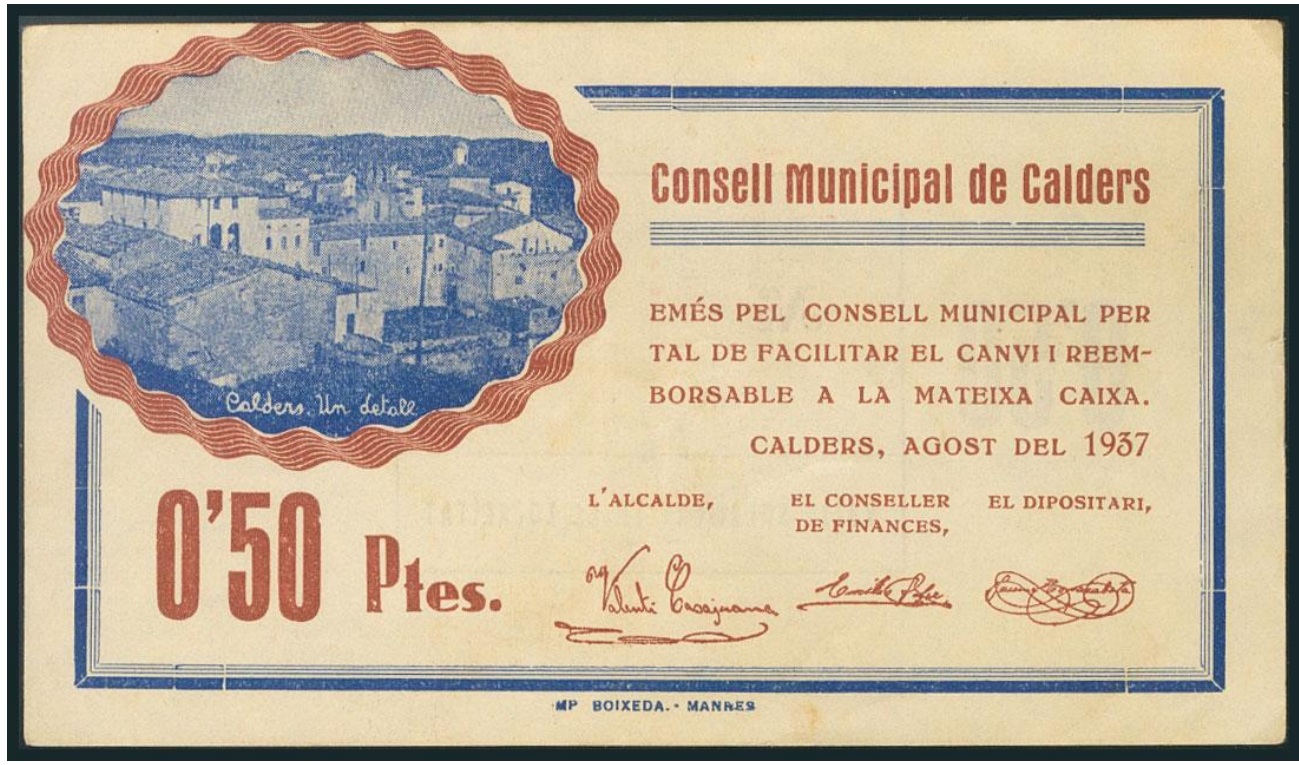 Calders. Un detall
Consell Municipal de Calders
EMÉS PEL CONSELL MUNICIPAL PER
TAL DE FACILITAR EL CANVI I REEM-
BORSABLE A LA MATEIXA CAIXA.
CALDERS, AGOST DEL 1937
L'ALCALDE, EL CONSELLER EL DIPOSITARI,
DE FINANCES,
0'50 Ptes.
Valentí Casajuana
MP BOIXEDA. - MANRES